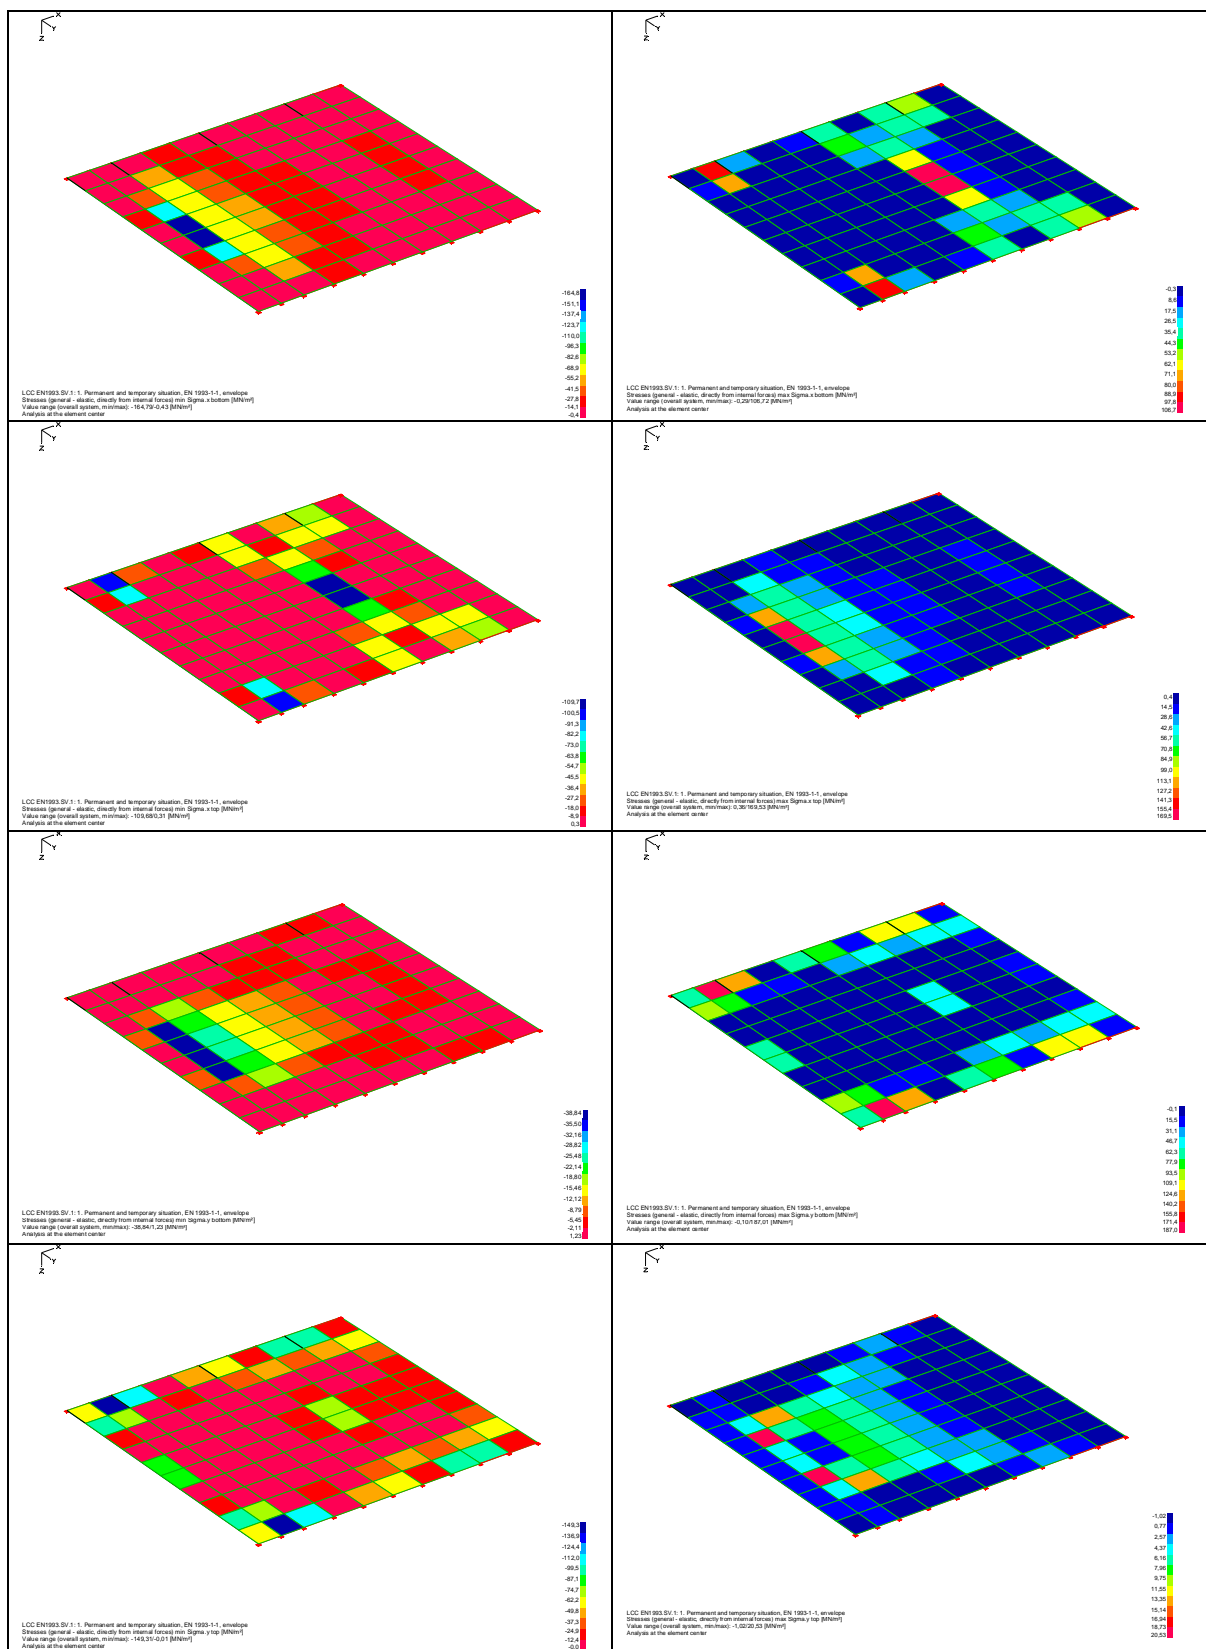 X
Y
Z
-164,8
-151,1
-137,4
-123,7
-110,0
-96,3
-82,6
-68,9
-55,2
-41,5
-27,8
-14,1
-0,4
LCC EN1993.SV.1: 1. Permanent and temporary situation, EN 1993-1-1, envelope
Stresses (general - elastic, directly from internal forces) min Sigma.x bottom [MN/m²]
Value range (overall system, min/max): -164,79/-0,43 [MN/m²]
Analysis at the element center
X
Y
Z
-0,3
8,6
17,5
26,5
35,4
44,3
53,2
62,1
71,1
80,0
88,9
97,8
106,7
LCC EN1993.SV.1: 1. Permanent and temporary situation, EN 1993-1-1, envelope
Stresses (general - elastic, directly from internal forces) max Sigma.x bottom [MN/m²]
Value range (overall system, min/max): -0,29/106,72 [MN/m²]
Analysis at the element center
X
Y
Z
-109,7
-100,5
-91,3
-82,2
-73,0
-63,8
-54,7
-45,5
-36,4
-27,2
-18,0
-8,9
0,3
LCC EN1993.SV.1: 1. Permanent and temporary situation, EN 1993-1-1, envelope
Stresses (general - elastic, directly from internal forces) min Sigma.x top [MN/m²]
Value range (overall system, min/max): -109,68/0,31 [MN/m²]
Analysis at the element center
X
Y
Z
0,4
14,5
28,6
42,6
56,7
70,8
84,9
99,0
113,1
127,2
141,3
155,4
169,5
LCC EN1993.SV.1: 1. Permanent and temporary situation, EN 1993-1-1, envelope
Stresses (general - elastic, directly from internal forces) max Sigma.x top [MN/m²]
Value range (overall system, min/max): 0,36/169,53 [MN/m²]
Analysis at the element center
X
Y
Z
-38,84
-35,50
-32,16
-28,82
-25,48
-22,14
-18,80
-15,46
-12,12
-8,79
-5,45
-2,11
1,23
LCC EN1993.SV.1: 1. Permanent and temporary situation, EN 1993-1-1, envelope
Stresses (general - elastic, directly from internal forces) min Sigma.y bottom [MN/m²]
Value range (overall system, min/max): -38,84/1,23 [MN/m²]
Analysis at the element center
X
Y
Z
-0,1
15,5
31,1
46,7
62,3
77,9
93,5
109,1
124,6
140,2
155,8
171,4
187,0
LCC EN1993.SV.1: 1. Permanent and temporary situation, EN 1993-1-1, envelope
Stresses (general - elastic, directly from internal forces) max Sigma.y bottom [MN/m²]
Value range (overall system, min/max): -0,10/187,01 [MN/m²]
Analysis at the element center
X
Y
Z
-149,3
-136,9
-124,4
-112,0
-99,5
-87,1
-74,7
-62,2
-49,8
-37,3
-24,9
-12,4
-0,0
LCC EN1993.SV.1: 1. Permanent and temporary situation, EN 1993-1-1, envelope
Stresses (general - elastic, directly from internal forces) min Sigma.y top [MN/m²]
Value range (overall system, min/max): -149,31/-0,01 [MN/m²]
Analysis at the element center
X
Y
Z
-1,02
0,77
2,57
4,37
6,16
7,96
9,75
11,55
13,35
15,14
16,94
18,73
20,53
LCC EN1993.SV.1: 1. Permanent and temporary situation, EN 1993-1-1, envelope
Stresses (general - elastic, directly from internal forces) max Sigma.y top [MN/m²]
Value range (overall system, min/max): -1,02/20,53 [MN/m²]
Analysis at the element center